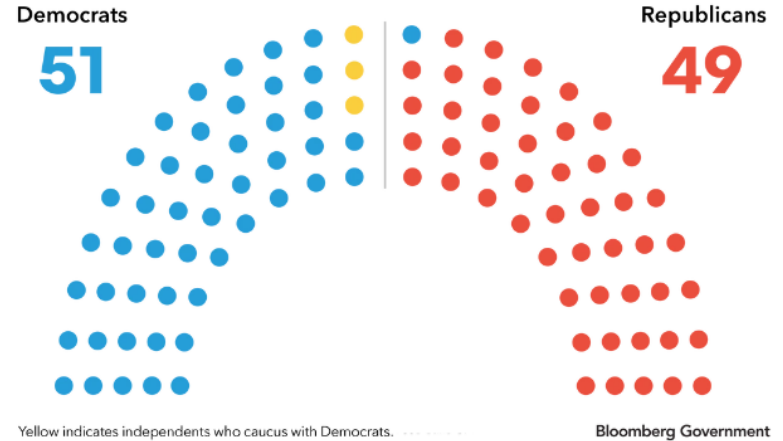 Democrats
51
Republicans
49
Yellow indicates independents who caucus with Democrats.
Bloomberg Government